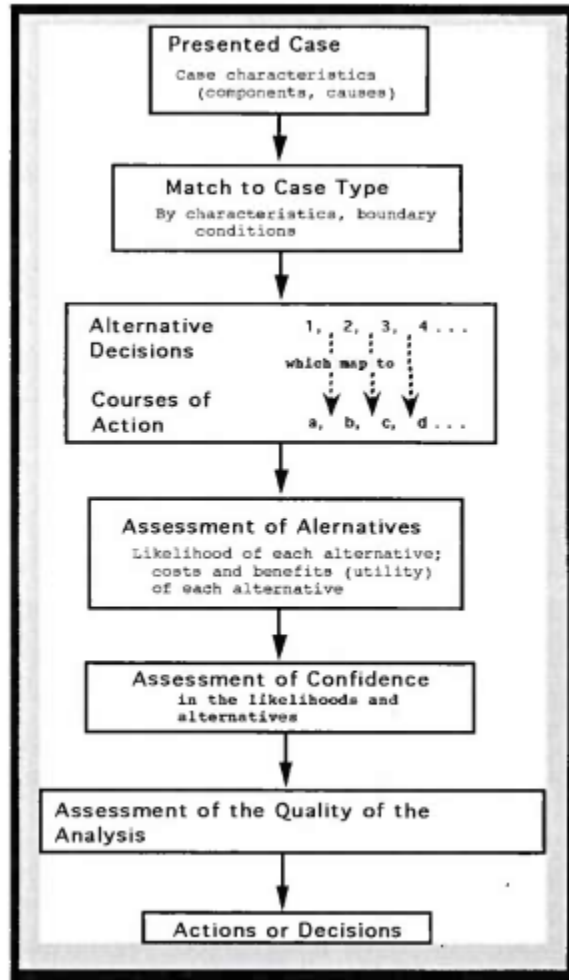 Presented Case
Case characteristics
(components, causes)
Match to Case Type
By characteristics, boundary
conditions
Alternative
Decisions
1, 2, 3, 4 ...
which map to
Courses of
Action
a, b, c, d ...
Assessment of Alernatives
Likelihood of each alternative;
costs and benefits (utility)
of each alternative
Assessment of Confidence
in the likelihoods and
alternatives
Assessment of the Quality of the
Analysis
Actions or Decisions